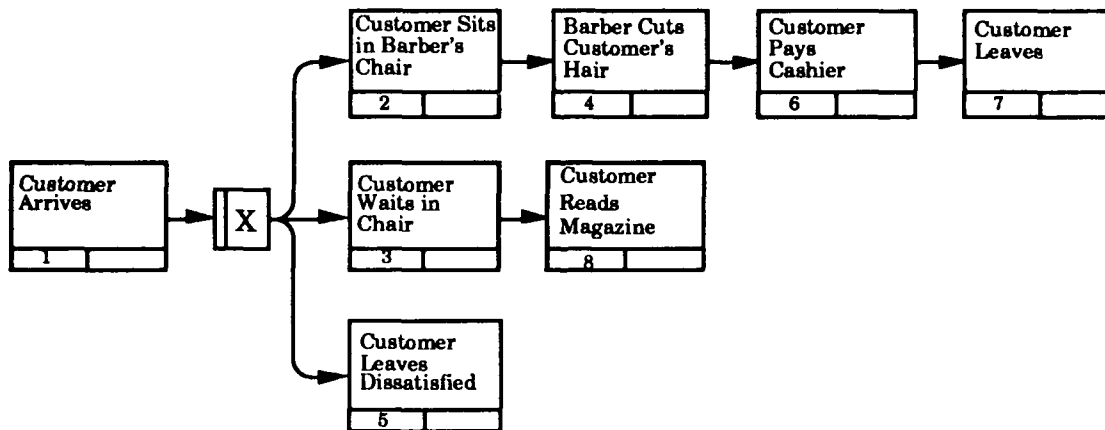 Customer Sits
in Barber's
Chair
2
Barber Cuts
Customer's
Hair
4
Customer
Pays
Cashier
6
Customer
Leaves
7
Customer
Arrives
1
X
Customer
Waits in
Chair
3
Customer
Reads
Magazine
8
Customer
Leaves
Dissatisfied
5